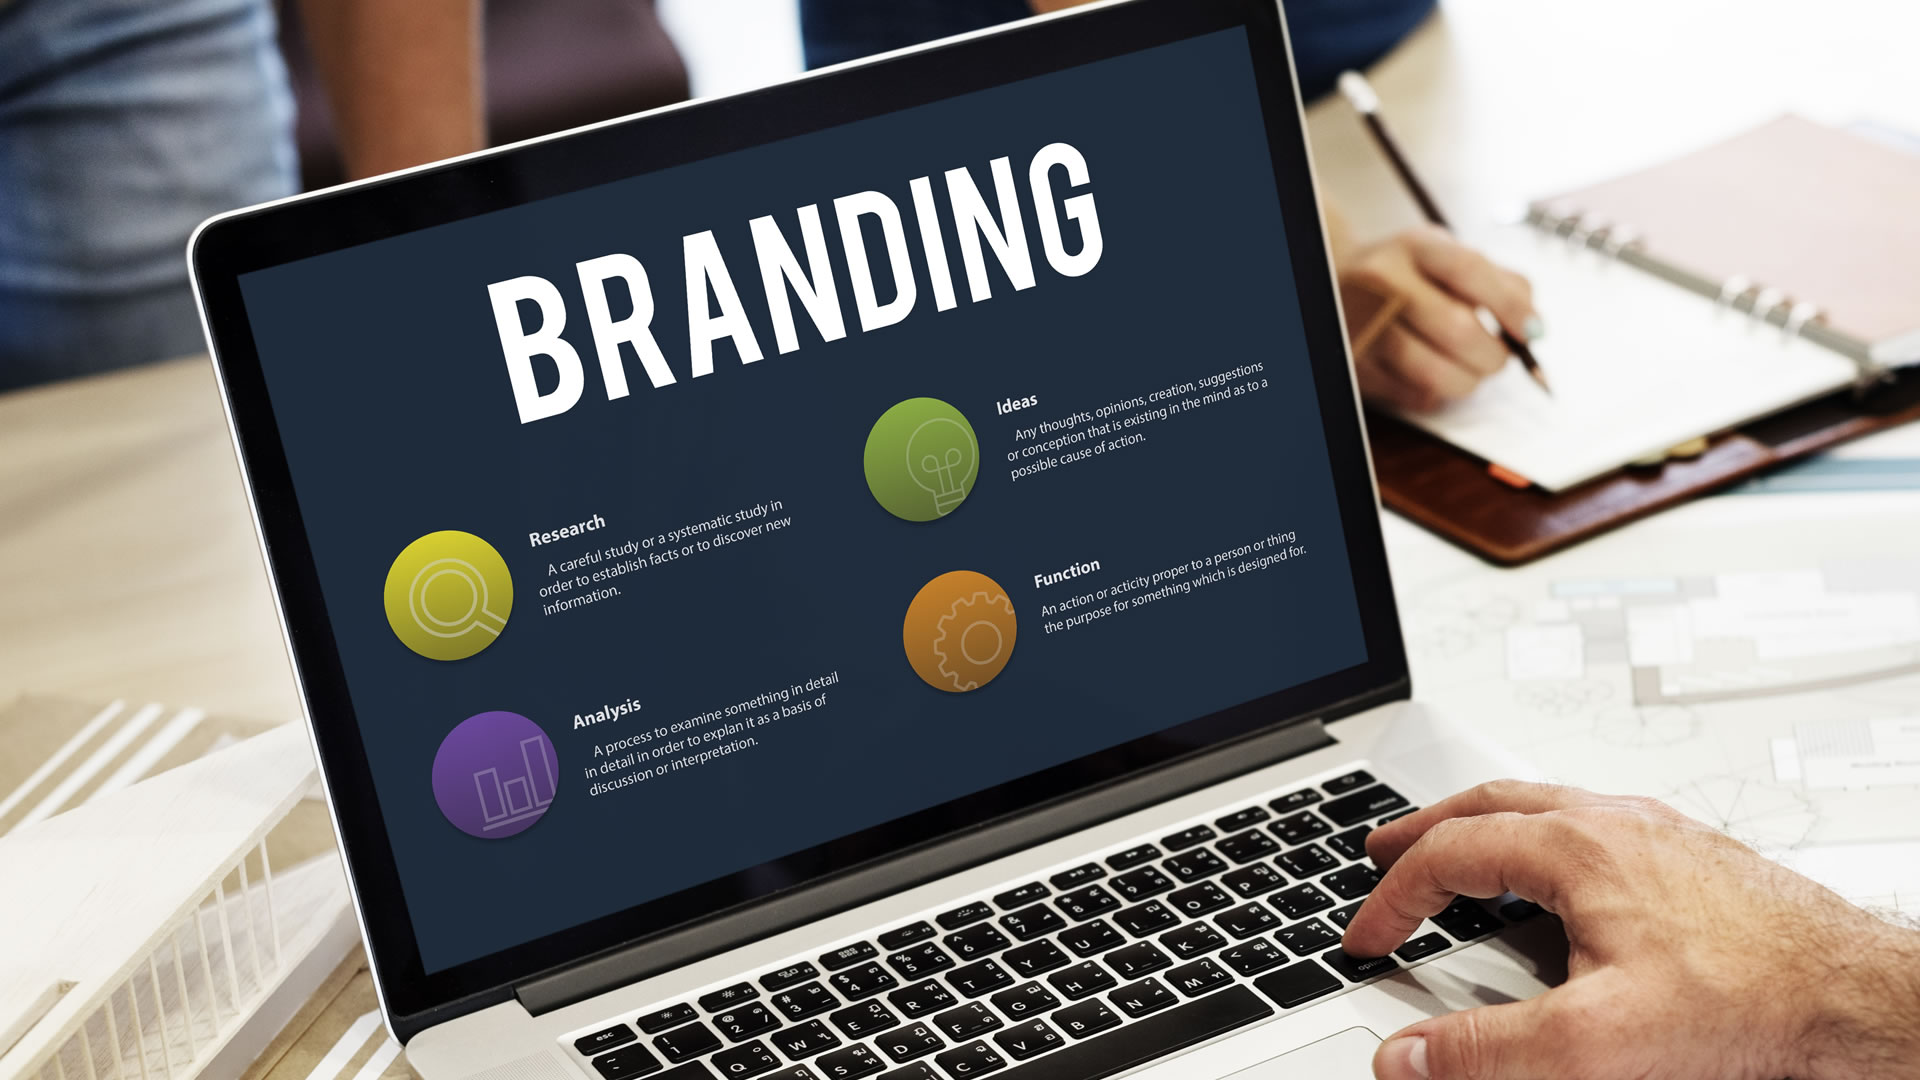 BRANDING
Research
A careful study or a systematic study in
order to establish facts or to discover new
information.
Analysis
A process to examine something in detail
in detail in order to explan it as a basis of
discussion or interpretation.
Ideas
Any thoughts, opinions, creation, suggestions
or conception that is existing in the mind as to a
possible cause of action.
Function
An action or acticity proper to a person or thing
the purpose for something which is designed for.
esc
delete
Q W E R T Y U O P
S D F G H J K L
C V B N M
option